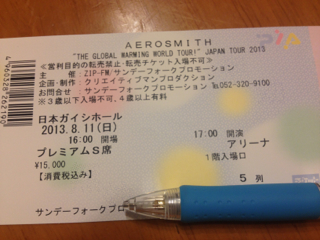 AEROSMITH
"THE GLOBAL WARMING WORLD TOUR!" JAPAN TOUR 2013
≪営利目的の転売禁止・転売チケット入場不可≫
主催:ZIP-FM/サンデーフォークプロモーション
企画・制作:クリエイティブマンプロダクション
サンデーフォークプロモーション ☎052-320-9100
※3歳以下入場不可、4歳以上有料
日本ガイシホール
2013.8.11(日) 17:00 開演
16:00 開場 アリーナ
プレミアムS席 1階入場口
¥15,000
【消費税込み】 5 列
サンデーフォークプロ